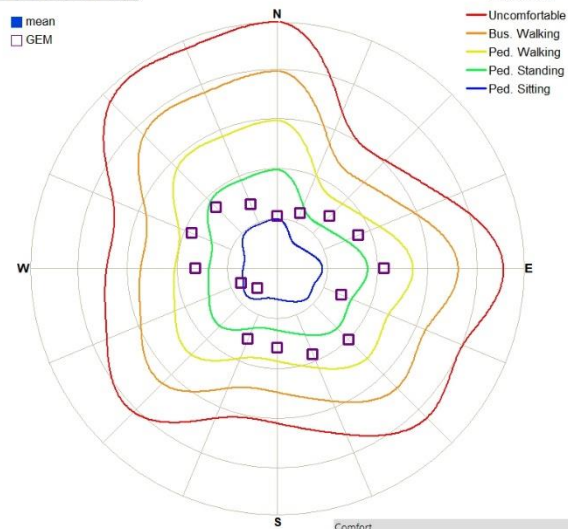 N
mean
GEM
Uncomfortable
Bus. Walking
Ped. Walking
Ped. Standing
Ped. Sitting
W
E
S
Comfort